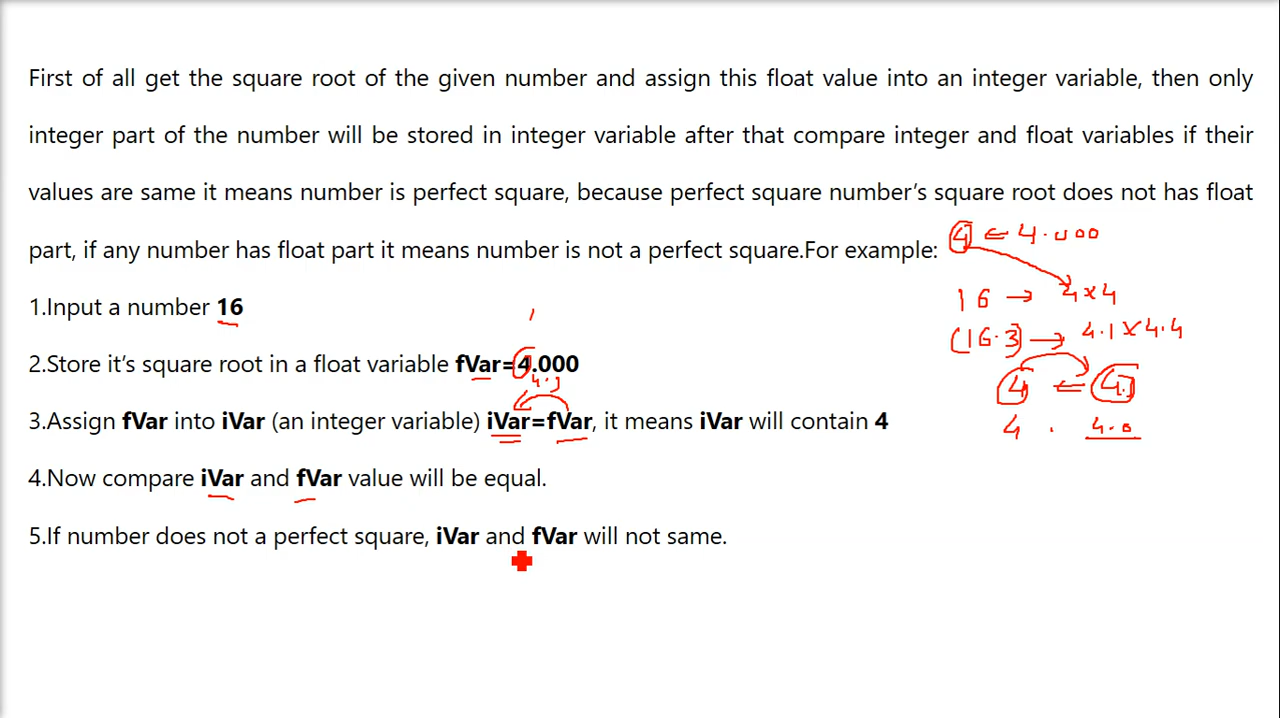 First of all get the square root of the given number and assign this float value into an integer variable, then only
integer part of the number will be stored in integer variable after that compare integer and float variables if their
values are same it means number is perfect square, because perfect square number’s square root does not has float
part, if any number has float part it means number is not a perfect square.For example:
4 ⇐ 4.000
1.Input a number 16
16 → 4×4
(16.3) → 4.1×4.4
2.Store it’s square root in a float variable fVar=4.000
4 ⇐ 4.1
3.Assign fVar into iVar (an integer variable) iVar=fVar, it means iVar will contain 4
4 . 4.0
4.Now compare iVar and fVar value will be equal.
5.If number does not a perfect square, iVar and fVar will not same.